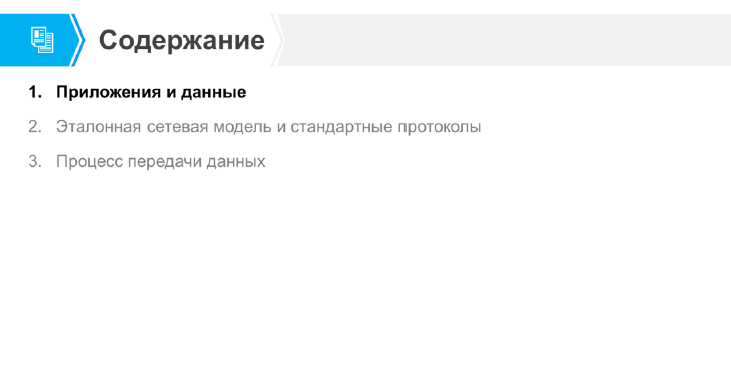 Содержание
1. Приложения и данные
2. Эталонная сетевая модель и стандартные протоколы
3. Процесс передачи данных